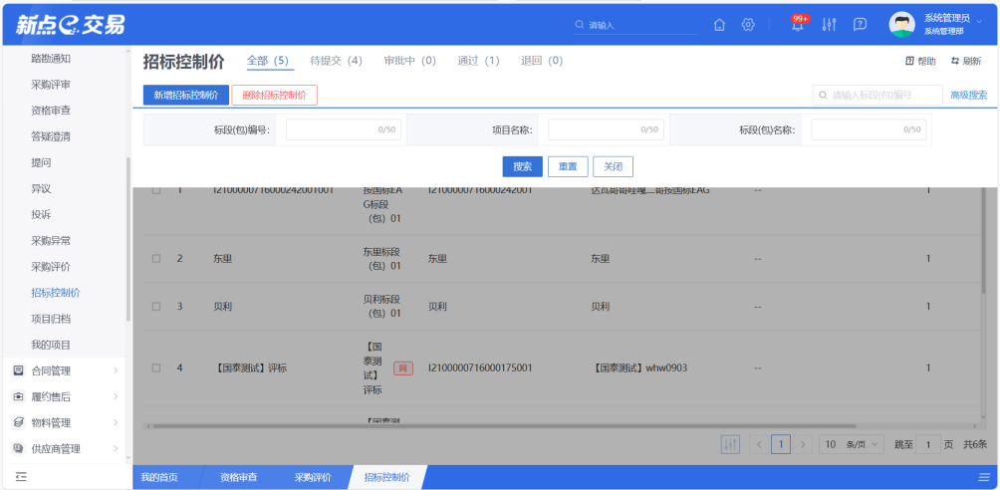 新点e交易
请输入
99+
系统管理员
系统管理部
踏勘通知
采购评审
资格审查
答疑澄清
提问
异议
投诉
采购异常
采购评价
招标控制价
项目归档
我的项目
合同管理
履约售后
物料管理
供应商管理
招标控制价 全部（5） 待提交（4） 审批中（0） 通过（1） 退回（0）
帮助 刷新
新增招标控制价 删除招标控制价
请输入标段(包)编号 高级搜索
标段(包)编号: 0/50 项目名称: 0/50 标段(包)名称: 0/50
搜索 重置 关闭
1 I2100000716000242001001 按国标EA I2100000716000242001 -- 1
G标段
（包）01
2 东里 东里标段 东里 东里 -- 1
（包）01
3 贝利 贝利标段 贝利 贝利 -- 1
（包）01
【国
泰测
4 【国泰测试】评标 试】 网 I2100000716000175001 【国泰测试】whw0903 -- 1
评标
1 10 条/页 跳至 1 页 共6条
我的首页 资格审查 采购评价 招标控制价